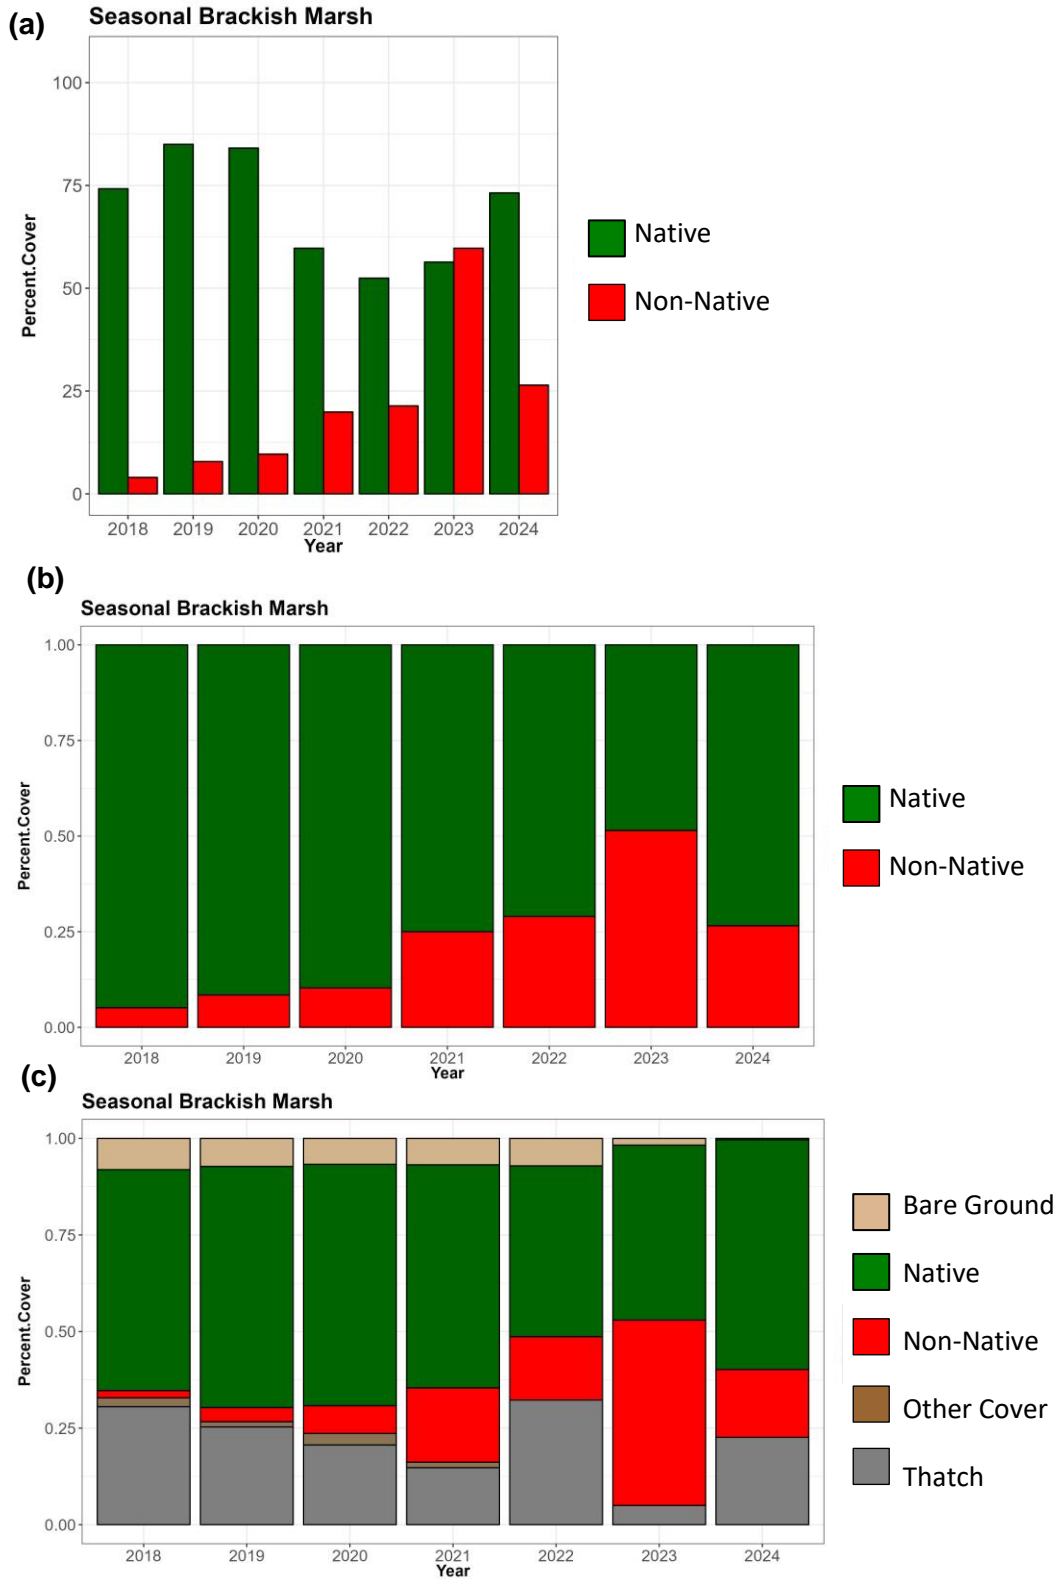 (a)
Seasonal Brackish Marsh
100
75
50
25
0
Percent.Cover
2018 2019 2020 2021 2022 2023 2024
Year
Native
Non-Native
(b)
Seasonal Brackish Marsh
1.00
0.75
0.50
0.25
0.00
Percent.Cover
2018 2019 2020 2021 2022 2023 2024
Year
Native
Non-Native
(c)
Seasonal Brackish Marsh
1.00
0.75
0.50
0.25
0.00
Percent.Cover
2018 2019 2020 2021 2022 2023 2024
Year
Bare Ground
Native
Non-Native
Other Cover
Thatch